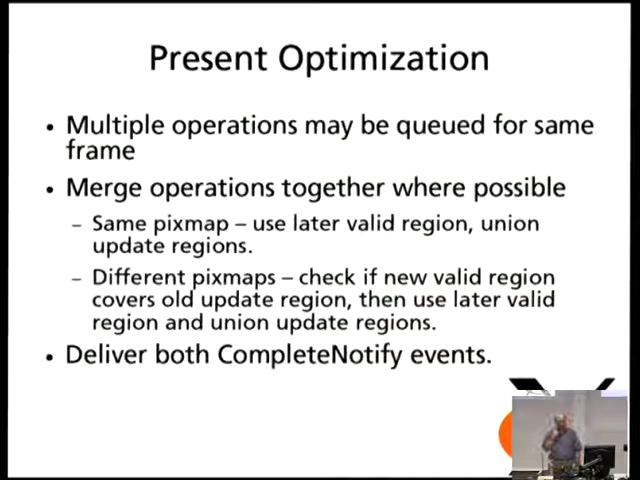 Present Optimization
• Multiple operations may be queued for same
frame
• Merge operations together where possible
– Same pixmap – use later valid region, union
update regions.
– Different pixmaps – check if new valid region
covers old update region, then use later valid
region and union update regions.
• Deliver both CompleteNotify events.